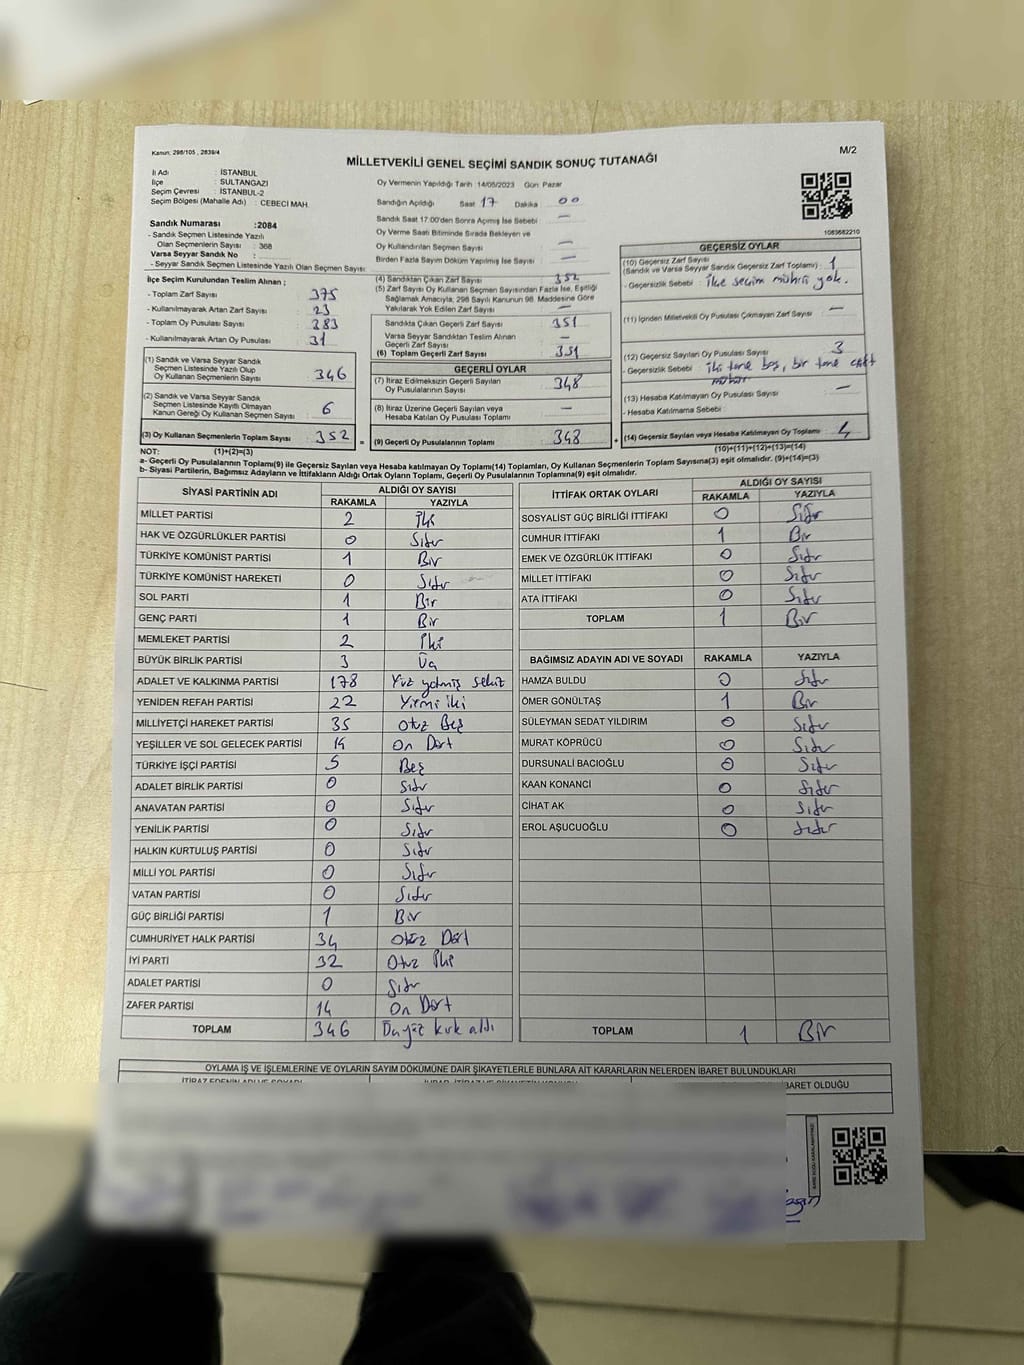 Kanun: 298/105 , 2839/4
MİLLETVEKİLİ GENEL SEÇİMİ SANDIK SONUÇ TUTANAĞI
M/2
İl Adı : İSTANBUL
İlçe : SULTANGAZİ
Seçim Çevresi : İSTANBUL-2
Seçim Bölgesi (Mahalle Adı) : CEBECİ MAH.
Oy Vermenin Yapıldığı Tarih :14/05/2023 Gün Pazar
Sandığın Açıldığı Saat 17 Dakika 00
Sandık Saat 17:00'den Sonra Açılmış İse Sebebi —
Oy Verme Saati Bitiminde Sırada Bekleyen ve
Oy Kullandırılan Seçmen Sayısı —
Birden Fazla Sayım Döküm Yapılmış İse Sayısı —
1083682210
Sandık Numarası :2084
- Sandık Seçmen Listesinde Yazılı
Olan Seçmenlerin Sayısı : 368
Varsa Seyyar Sandık No :
- Seyyar Sandık Seçmen Listesinde Yazılı Olan Seçmen Sayısı :
İlçe Seçim Kurulundan Teslim Alınan ;
- Toplam Zarf Sayısı 375
- Kullanılmayarak Artan Zarf Sayısı 23
- Toplam Oy Pusulası Sayısı 383
- Kullanılmayarak Artan Oy Pusulası 31
(1) Sandık ve Varsa Seyyar Sandık
Seçmen Listesinde Yazılı Olup
Oy Kullanan Seçmenlerin Sayısı : 346
(2) Sandık ve Varsa Seyyar Sandık
Seçmen Listesinde Kayıtlı Olmayan
Kanun Gereği Oy Kullanan Seçmen Sayısı : 6
(3) Oy Kullanan Seçmenlerin Toplam Sayısı : 352
(4) Sandıktan Çıkan Zarf Sayısı 352
(5) Zarf Sayısı Oy Kullanan Seçmen Sayısından Fazla İse, Eşitliği
Sağlamak Amacıyla, 298 Sayılı Kanunun 98. Maddesine Göre
Yakılarak Yok Edilen Zarf Sayısı —
Sandıkta Çıkan Geçerli Zarf Sayısı : 351
Varsa Seyyar Sandıktan Teslim Alınan
Geçerli Zarf Sayısı —
(6) Toplam Geçerli Zarf Sayısı : 351
GEÇERLİ OYLAR
(7) İtiraz Edilmeksizin Geçerli Sayılan
Oy Pusulalarının Sayısı : 348
(8) İtiraz Üzerine Geçerli Sayılan veya
Hesaba Katılan Oy Pusulası Toplamı : —
= (9) Geçerli Oy Pusulalarının Toplamı : 348 +
GEÇERSİZ OYLAR
(10) Geçersiz Zarf Sayısı
(Sandık ve Varsa Seyyar Sandık Geçersiz Zarf Toplamı) : 1
- Geçersizlik Sebebi : ilçe seçim mührü yok.
(11) İçinden Milletvekili Oy Pusulası Çıkmayan Zarf Sayısı : —
(12) Geçersiz Sayılan Oy Pusulası Sayısı 3
- Geçersizlik Sebebi iki tane boş, bir tane çift
mühür
(13) Hesaba Katılmayan Oy Pusulası Sayısı —
- Hesaba Katılmama Sebebi
(14) Geçersiz Sayılan veya Hesaba Katılmayan Oy Toplamı : 4
NOT: (1)+(2)=(3)
(10)+(11)+(12)+(13)=(14)
a- Geçerli Oy Pusulalarının Toplamı(9) ile Geçersiz Sayılan veya Hesaba katılmayan Oy Toplamı(14) Toplamları, Oy Kullanan Seçmenlerin Toplam Sayısına(3) eşit olmalıdır. (9)+(14)=(3)
b- Siyasi Partilerin, Bağımsız Adayların ve İttifakların Aldığı Ortak Oyların Toplamı, Geçerli Oy Pusulalarının Toplamına(9) eşit olmalıdır.
SİYASİ PARTİNİN ADI ALDIĞI OY SAYISI
RAKAMLA YAZIYLA
MİLLET PARTİSİ 2 İki
HAK VE ÖZGÜRLÜKLER PARTİSİ 0 Sıfır
TÜRKİYE KOMÜNİST PARTİSİ 1 Bir
TÜRKİYE KOMÜNİST HAREKETİ 0 Sıfır
SOL PARTİ 1 Bir
GENÇ PARTİ 1 Bir
MEMLEKET PARTİSİ 2 İki
BÜYÜK BİRLİK PARTİSİ 3 Üç
ADALET VE KALKINMA PARTİSİ 178 Yüz yetmiş sekiz
YENİDEN REFAH PARTİSİ 22 Yirmi iki
MİLLİYETÇİ HAREKET PARTİSİ 35 Otuz Beş
YEŞİLLER VE SOL GELECEK PARTİSİ 14 On Dört
TÜRKİYE İŞÇİ PARTİSİ 5 Beş
ADALET BİRLİK PARTİSİ 0 Sıfır
ANAVATAN PARTİSİ 0 Sıfır
YENİLİK PARTİSİ 0 Sıfır
HALKIN KURTULUŞ PARTİSİ 0 Sıfır
MİLLİ YOL PARTİSİ 0 Sıfır
VATAN PARTİSİ 0 Sıfır
GÜÇ BİRLİĞİ PARTİSİ 1 Bir
CUMHURİYET HALK PARTİSİ 34 Otuz Dört
İYİ PARTİ 32 Otuz İki
ADALET PARTİSİ 0 Sıfır
ZAFER PARTİSİ 14 On Dört
TOPLAM 346 Üçyüz kırk altı
İTTİFAK ORTAK OYLARI ALDIĞI OY SAYISI
RAKAMLA YAZIYLA
SOSYALİST GÜÇ BİRLİĞİ İTTİFAKI 0 Sıfır
CUMHUR İTTİFAKI 1 Bir
EMEK VE ÖZGÜRLÜK İTTİFAKI 0 Sıfır
MİLLET İTTİFAKI 0 Sıfır
ATA İTTİFAKI 0 Sıfır
TOPLAM 1 Bir
BAĞIMSIZ ADAYIN ADI VE SOYADI RAKAMLA YAZIYLA
HAMZA BULDU 0 Sıfır
ÖMER GÖNÜLTAŞ 1 Bir
SÜLEYMAN SEDAT YILDIRIM 0 Sıfır
MURAT KÖPRÜCÜ 0 Sıfır
DURSUNALİ BACIOĞLU 0 Sıfır
KAAN KONANCİ 0 Sıfır
CİHAT AK 0 Sıfır
EROL AŞUCUOĞLU 0 Sıfır
TOPLAM 1 Bir
OYLAMA İŞ VE İŞLEMLERİNE VE OYLARIN SAYIM DÖKÜMÜNE DAİR ŞİKAYETLERLE BUNLARA AİT KARARLARIN NELERDEN İBARET BULUNDUKLARI
İBARET OLDUĞU